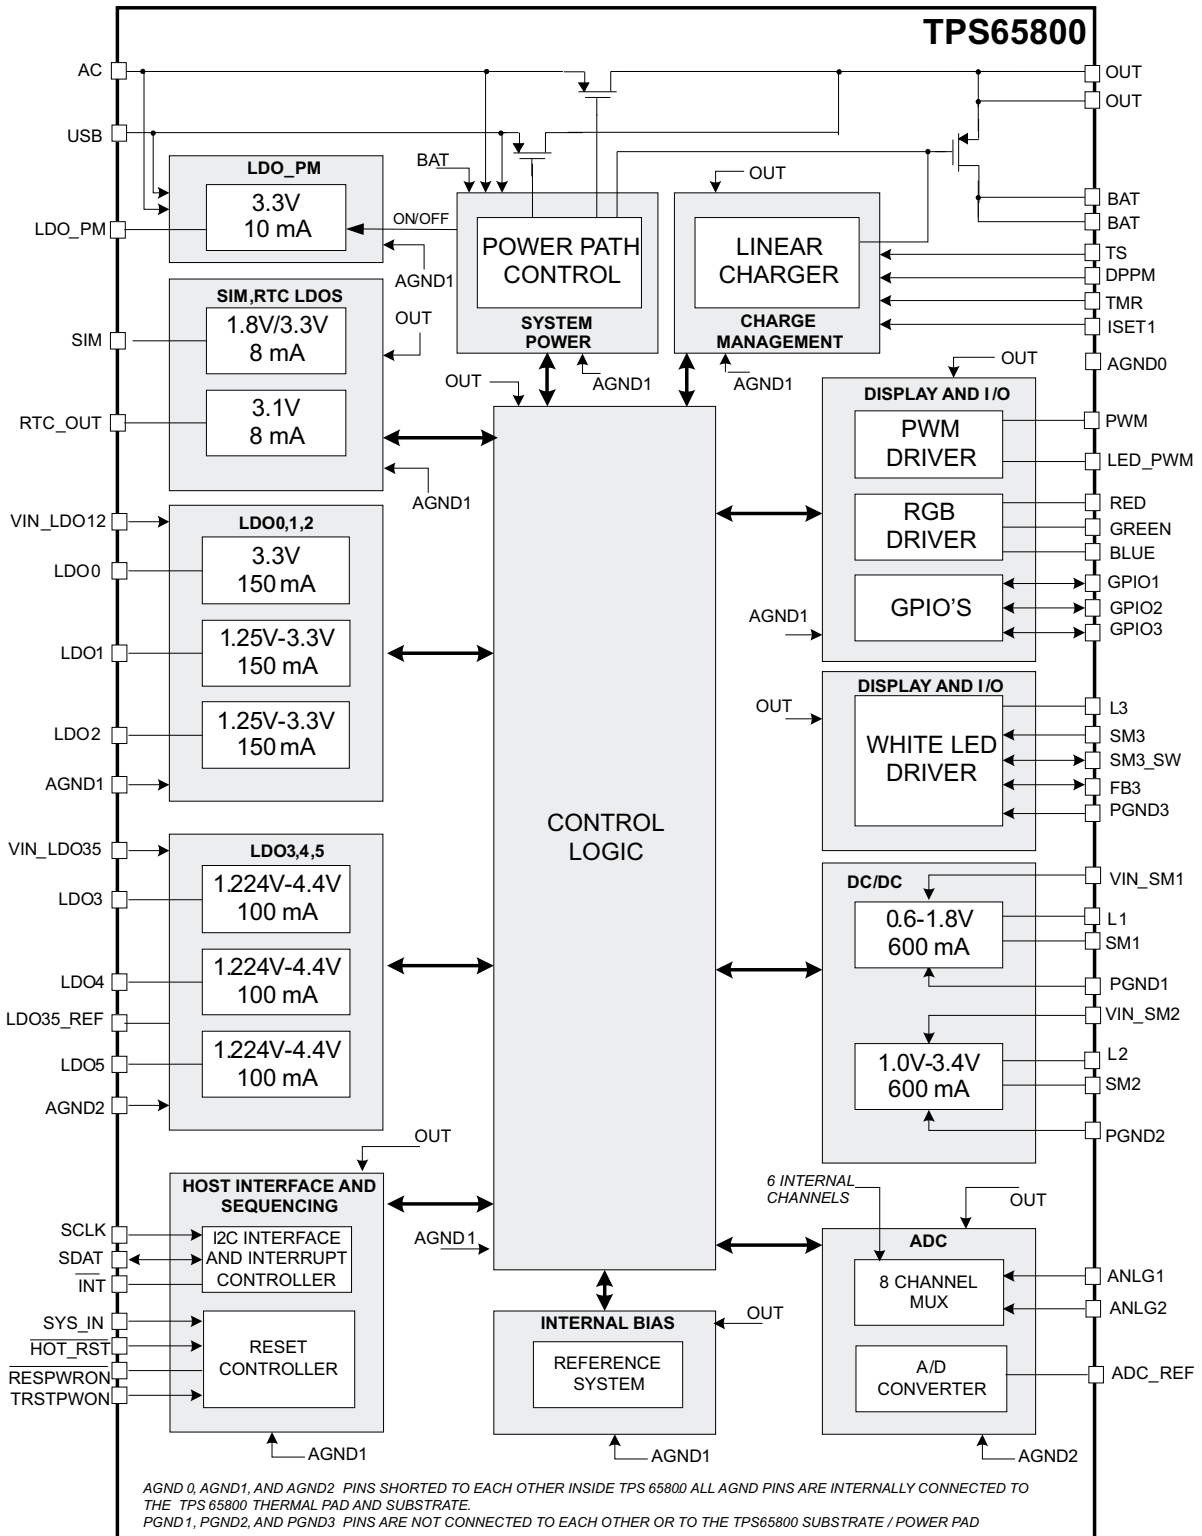 TPS65800
AC
USB
LDO_PM
SIM
RTC_OUT
VIN_LDO12
LDO0
LDO1
LDO2
AGND1
VIN_LDO35
LDO3
LDO4
LDO35_REF
LDO5
AGND2
SCLK
SDAT
INT
SYS_IN
HOT_RST
RESPWRON
TRSTPWON
LDO_PM
3.3V
10 mA
ON/OFF
AGND1
SIM,RTC LDOS
1.8V/3.3V
8 mA
OUT
3.1V
8 mA
AGND1
LDO0,1,2
3.3V
150 mA
1.25V-3.3V
150 mA
1.25V-3.3V
150 mA
LDO3,4,5
1.224V-4.4V
100 mA
1.224V-4.4V
100 mA
1.224V-4.4V
100 mA
OUT
HOST INTERFACE AND
SEQUENCING
I2C INTERFACE
AND INTERRUPT
CONTROLLER
RESET
CONTROLLER
AGND1
BAT
POWER PATH
CONTROL
SYSTEM
POWER
AGND1
OUT
LINEAR
CHARGER
CHARGE
MANAGEMENT
AGND1
OUT
CONTROL
LOGIC
AGND1
INTERNAL BIAS
OUT
REFERENCE
SYSTEM
AGND1
OUT
DISPLAY AND I/O
PWM
DRIVER
RGB
DRIVER
GPIO'S
AGND1
DISPLAY AND I/O
OUT
WHITE LED
DRIVER
DC/DC
0.6-1.8V
600 mA
1.0V-3.4V
600 mA
6 INTERNAL
CHANNELS
OUT
ADC
8 CHANNEL
MUX
A/D
CONVERTER
AGND2
OUT
OUT
BAT
BAT
TS
DPPM
TMR
ISET1
AGND0
PWM
LED_PWM
RED
GREEN
BLUE
GPIO1
GPIO2
GPIO3
L3
SM3
SM3_SW
FB3
PGND3
VIN_SM1
L1
SM1
PGND1
VIN_SM2
L2
SM2
PGND2
ANLG1
ANLG2
ADC_REF
AGND 0, AGND1, AND AGND2 PINS SHORTED TO EACH OTHER INSIDE TPS 65800 ALL AGND PINS ARE INTERNALLY CONNECTED TO
THE TPS 65800 THERMAL PAD AND SUBSTRATE.
PGND 1, PGND2, AND PGND3 PINS ARE NOT CONNECTED TO EACH OTHER OR TO THE TPS65800 SUBSTRATE / POWER PAD